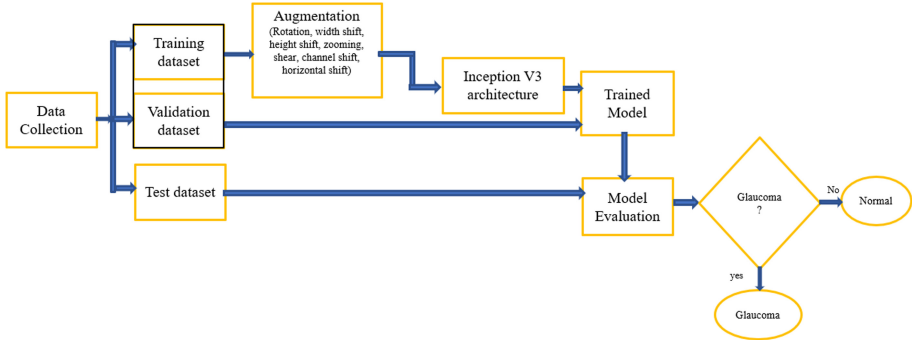 Data
Collection
Training
dataset
Validation
dataset
Test dataset
Augmentation
(Rotation, width shift,
height shift, zooming,
shear, channel shift,
horizontal shift)
Inception V3
architecture
Trained
Model
Model
Evaluation
Glaucoma
?
No
Normal
yes
Glaucoma